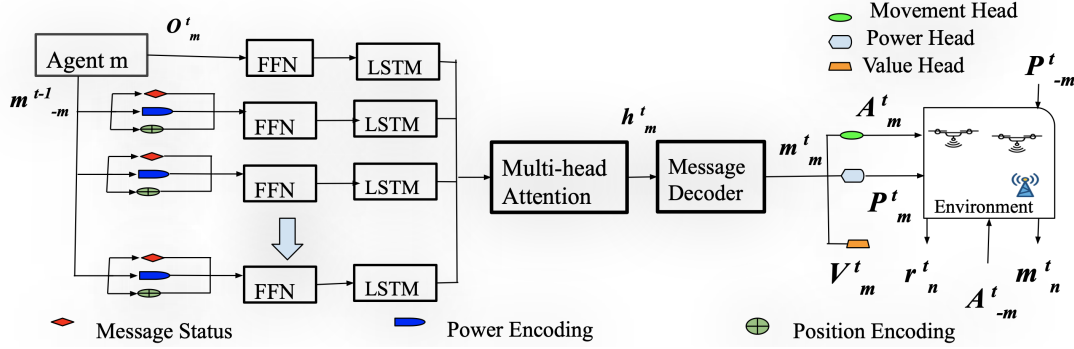 Agent m
O^t_m
m^{t-1}_{-m}
FFN
LSTM
FFN
LSTM
FFN
LSTM
FFN
LSTM
Multi-head
Attention
h^t_m
Message
Decoder
m^t_m
Movement Head
Power Head
Value Head
A^t_m
P^t_m
V^t_m
P^t_{-m}
Environment
r^t_n
A^t_{-m}
m^t_n
Message Status
Power Encoding
Position Encoding